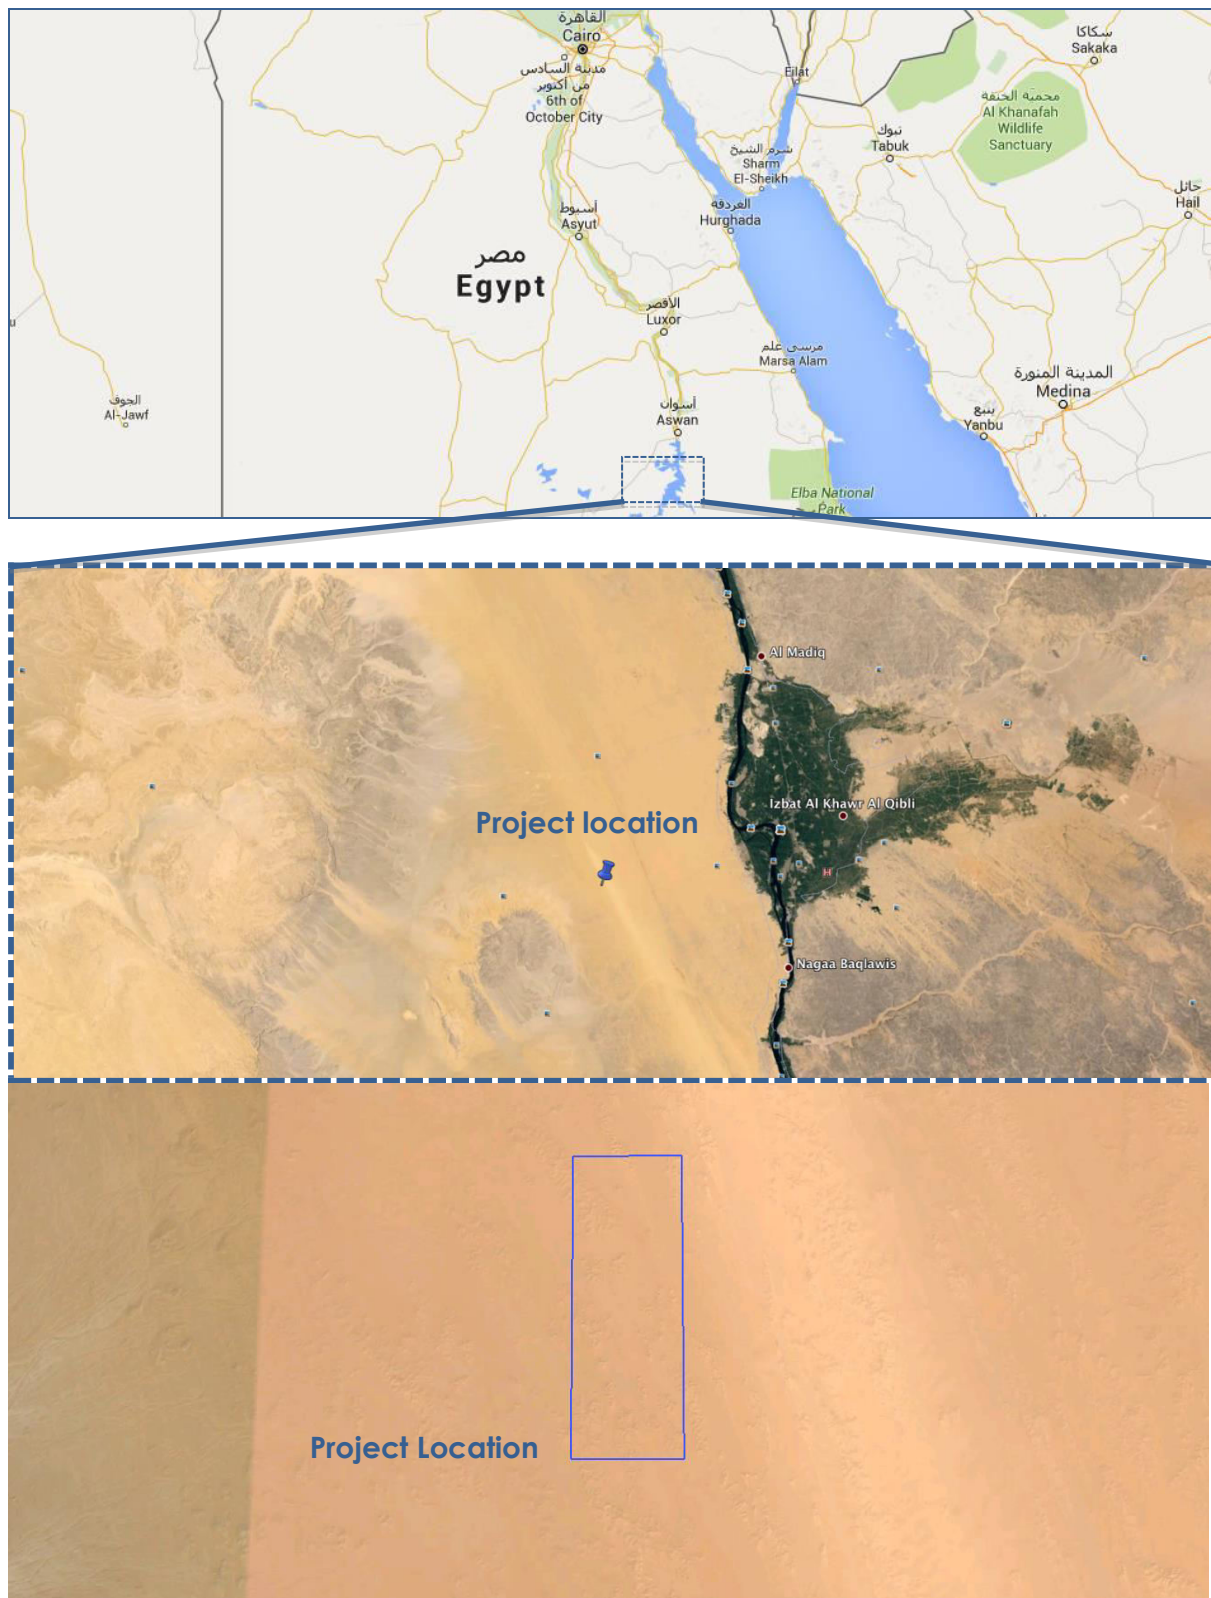 القاهرة
Cairo
مدينة السادس
من أكتوبر
6th of
October City
Eilat
سكاكا
Sakaka
محميّة الخنفة
Al Khanafah
Wildlife
Sanctuary
تبوك
Tabuk
شرم الشيخ
Sharm
El-Sheikh
حائل
Hail
أسيوط
Asyut
الغردقة
Hurghada
مصر
Egypt
الأقصر
Luxor
u
مرسى علم
Marsa Alam
المدينة المنورة
Medina
الجوف
Al-Jawf
أسوان
Aswan
ينبع
Yanbu
Elba National
Park
Al Madiq
Izbat Al Khawr Al Qibli
Project location
H
Nagaa Baqlawis
Project Location